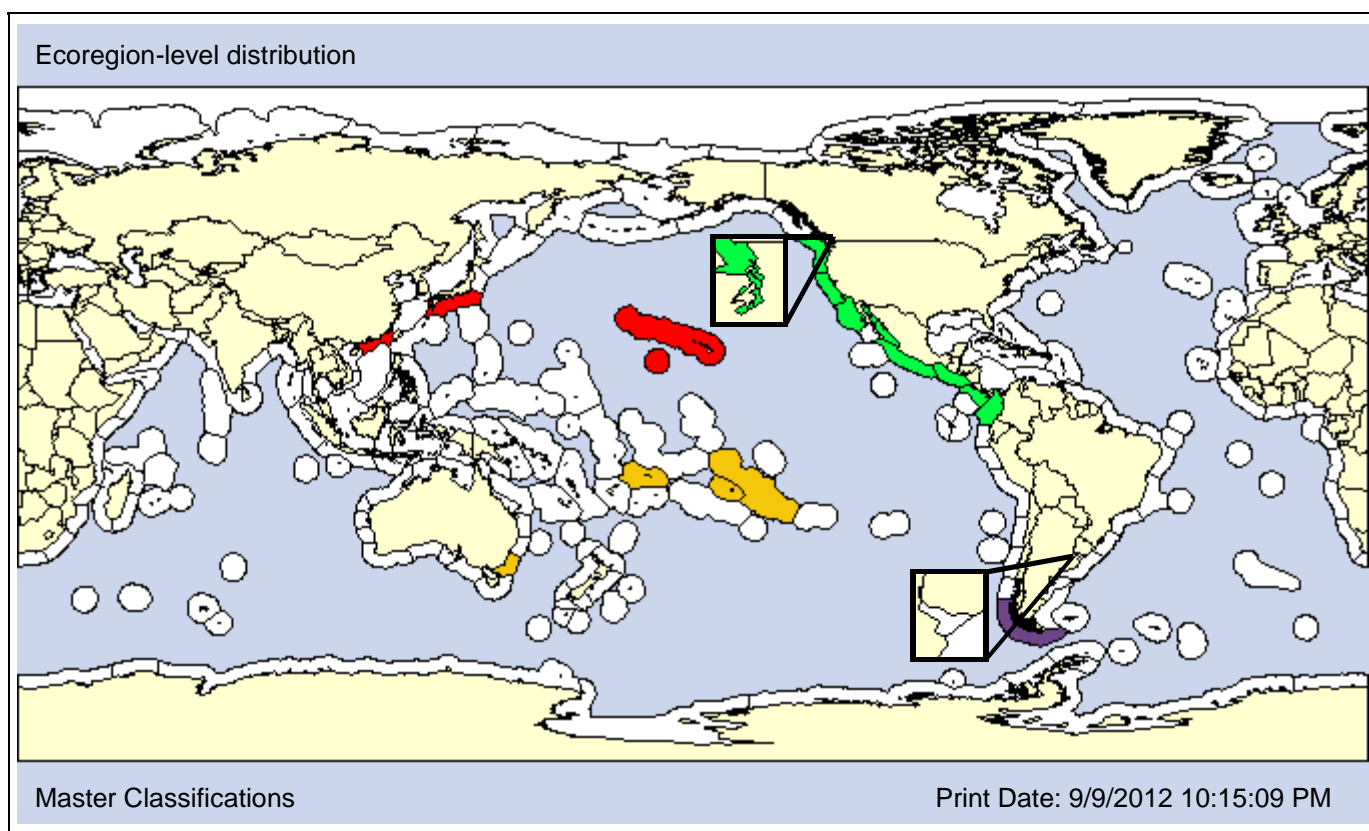 Ecoregion-level distribution
Master Classifications
Print Date: 9/9/2012 10:15:09 PM